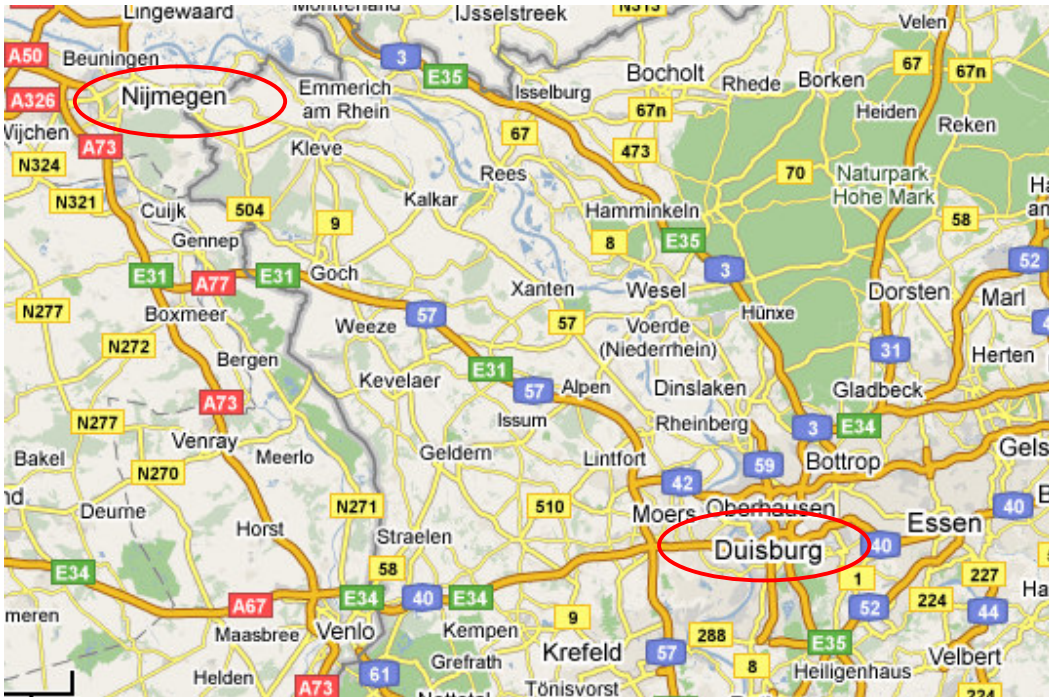 Lingewaard
Montferland
IJsselstreek
N313
Velen
A50
Beuningen
3
E35
67
67n
Bocholt
Rhede
Borken
A326
Nijmegen
Emmerich
am Rhein
Isselburg
67n
Heiden
Reken
Wijchen
A73
Kleve
67
473
N324
Rees
70
Naturpark
Hohe Mark
N321
Cuijk
504
9
Kalkar
Hamminkeln
58
Gennep
8
E35
E31
A77
E31
Goch
3
52
N277
Boxmeer
Xanten
Wesel
Dorsten
Marl
Weeze
57
57
Voerde
(Niederrhein)
Hünxe
N272
Bergen
31
Herten
E31
Kevelaer
57
Alpen
Dinslaken
Gladbeck
A73
N277
Issum
Rheinberg
3
E34
Venray
Bakel
Meerlo
Geldern
Lintfort
59
Bottrop
Gels
N270
42
Deurne
N271
510
Moers
Oberhausen
40
Essen
Horst
Straelen
Duisburg
40
E34
58
1
227
A67
E34
40
E34
52
224
44
Ha
meren
Maasbree
Venlo
Kempen
9
288
E35
Krefeld
57
Velbert
Helden
A73
61
Grefrath
8
Heiligenhaus
Tönisvorst
224